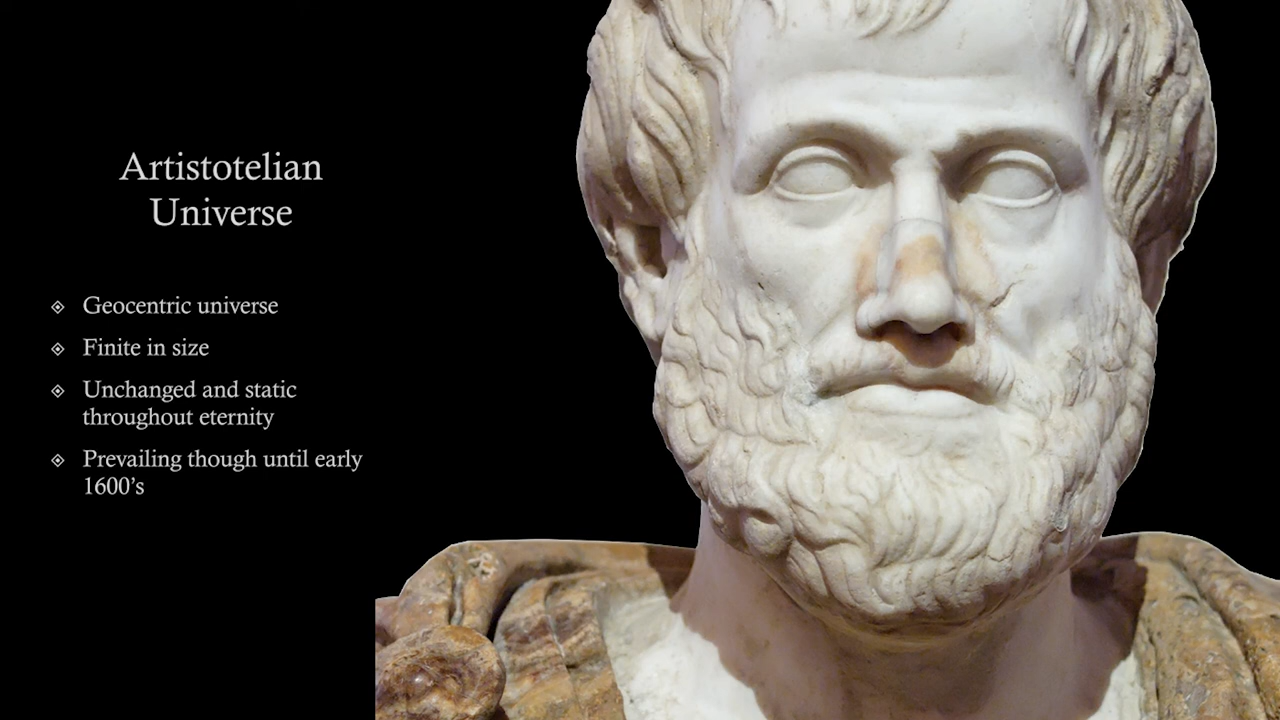 Artistotelian
Universe
Geocentric universe
Finite in size
Unchanged and static
throughout eternity
Prevailing though until early
1600’s